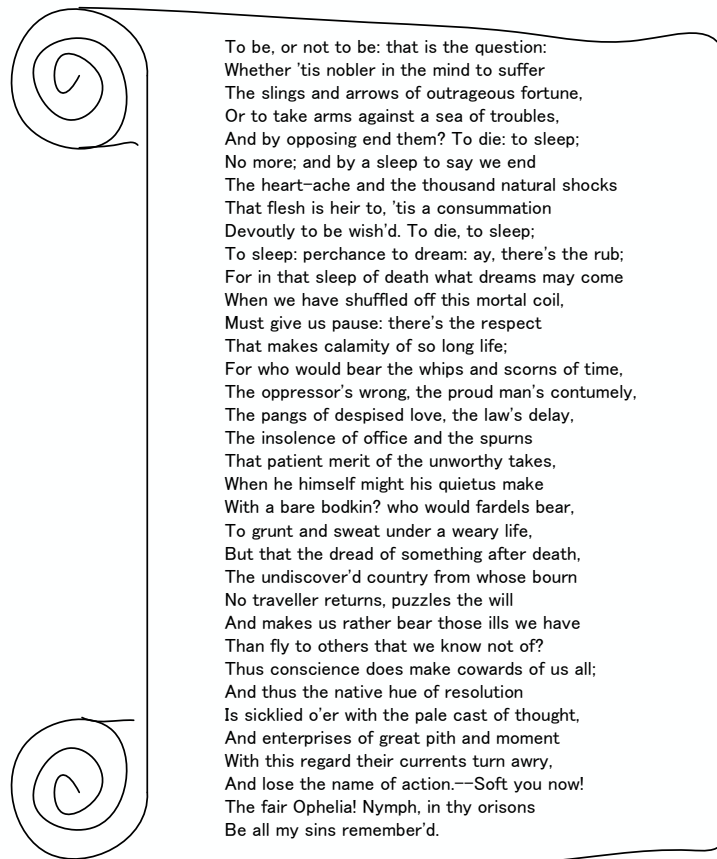 To be, or not to be: that is the question:
Whether 'tis nobler in the mind to suffer
The slings and arrows of outrageous fortune,
Or to take arms against a sea of troubles,
And by opposing end them? To die: to sleep;
No more; and by a sleep to say we end
The heart-ache and the thousand natural shocks
That flesh is heir to, 'tis a consummation
Devoutly to be wish'd. To die, to sleep;
To sleep: perchance to dream: ay, there's the rub;
For in that sleep of death what dreams may come
When we have shuffled off this mortal coil,
Must give us pause: there's the respect
That makes calamity of so long life;
For who would bear the whips and scorns of time,
The oppressor's wrong, the proud man's contumely,
The pangs of despised love, the law's delay,
The insolence of office and the spurns
That patient merit of the unworthy takes,
When he himself might his quietus make
With a bare bodkin? who would fardels bear,
To grunt and sweat under a weary life,
But that the dread of something after death,
The undiscover'd country from whose bourn
No traveller returns, puzzles the will
And makes us rather bear those ills we have
Than fly to others that we know not of?
Thus conscience does make cowards of us all;
And thus the native hue of resolution
Is sicklied o'er with the pale cast of thought,
And enterprises of great pith and moment
With this regard their currents turn awry,
And lose the name of action.--Soft you now!
The fair Ophelia! Nymph, in thy orisons
Be all my sins remember'd.